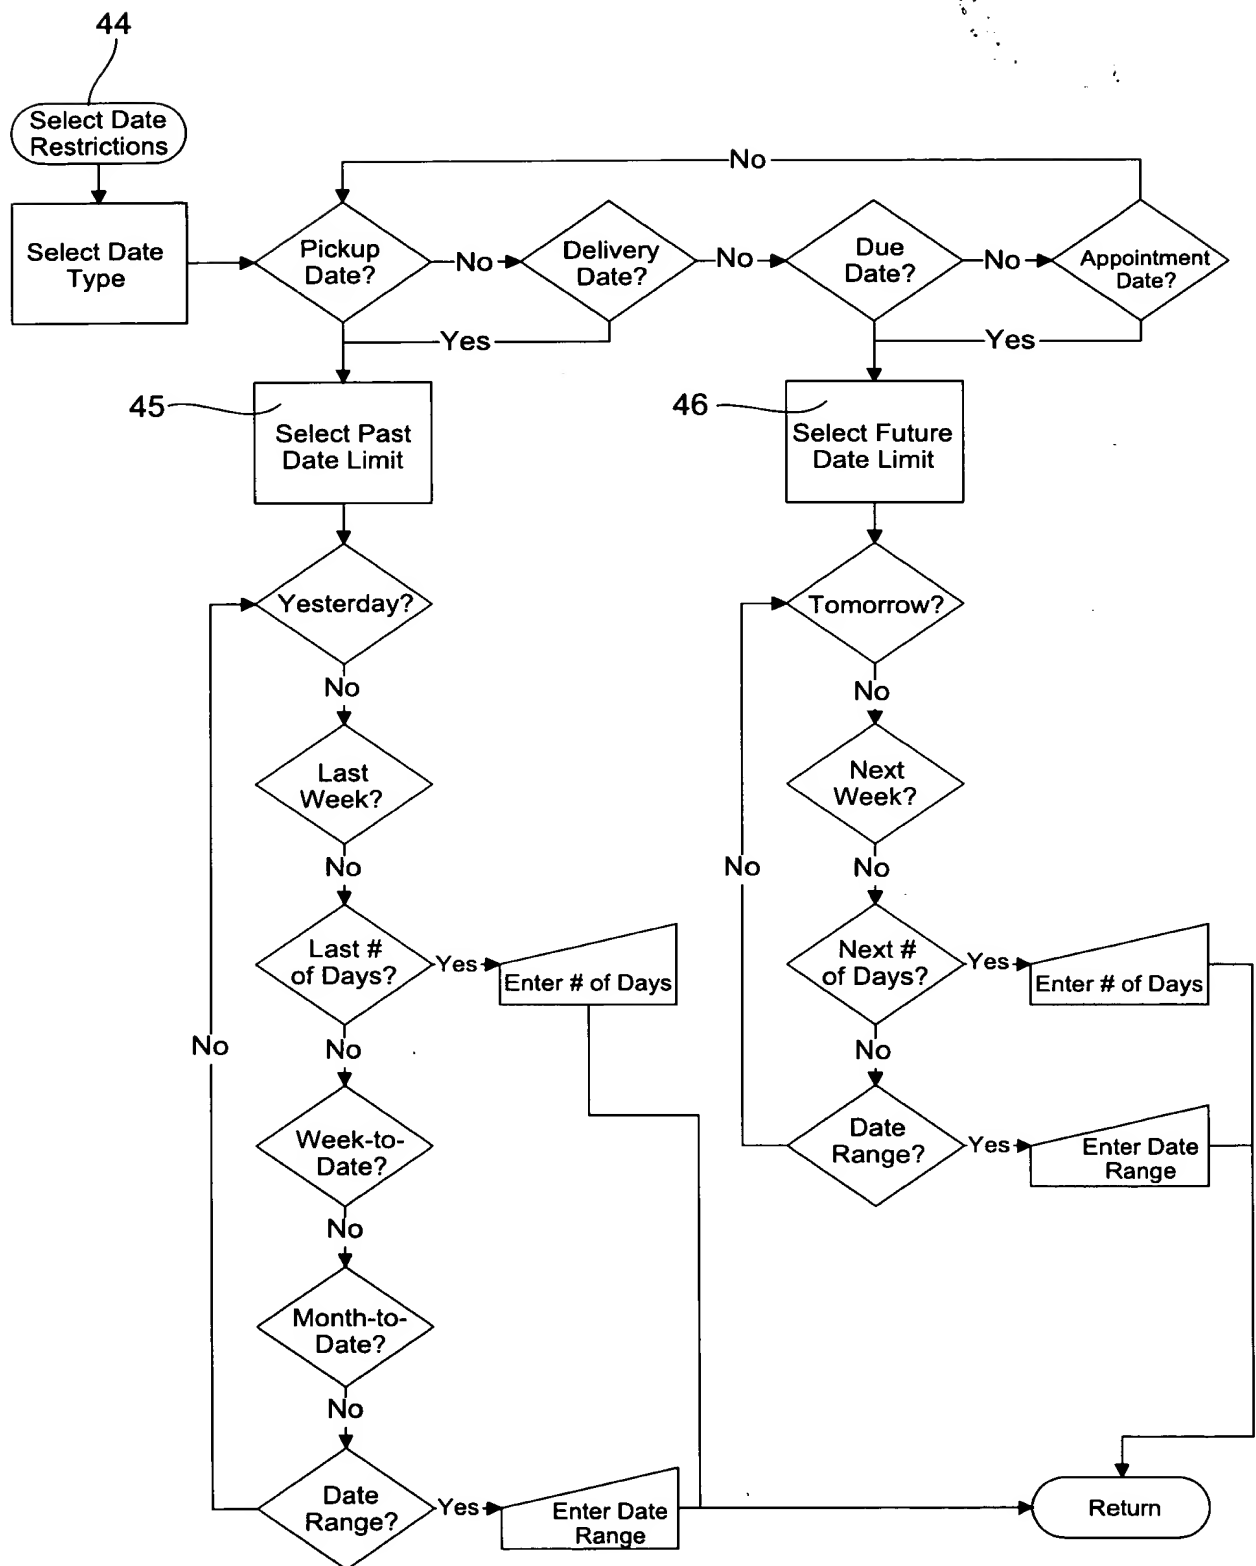 44
Select Date
Restrictions
No
Select Date
Type
Pickup
Date?
No
Delivery
Date?
No
Due
Date?
No
Appointment
Date?
Yes
Yes
45
Select Past
Date Limit
46
Select Future
Date Limit
Yesterday?
Tomorrow?
No
No
Last
Week?
Next
Week?
No
No
No
Last #
of Days?
Yes
Enter # of Days
Next #
of Days?
Yes
Enter # of Days
No
No
No
Week-to-
Date?
Date
Range?
Yes
Enter Date
Range
No
Month-to-
Date?
No
Date
Range?
Yes
Enter Date
Range
Return